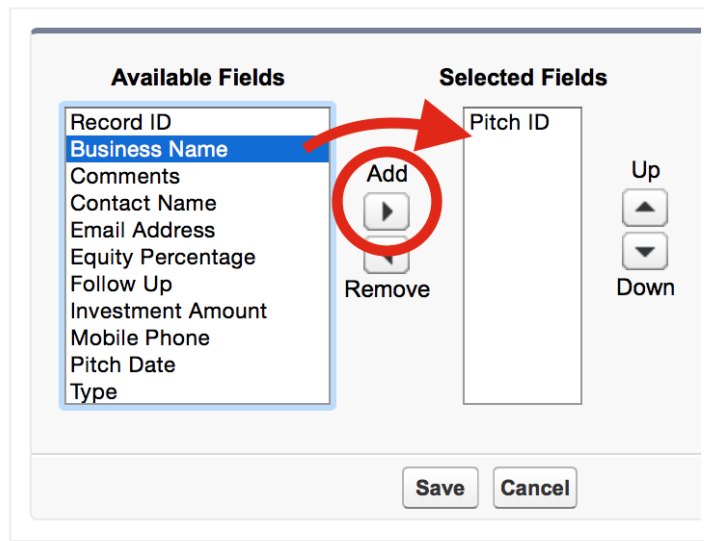 Available Fields
Selected Fields
Record ID
Business Name
Comments
Contact Name
Email Address
Equity Percentage
Follow Up
Investment Amount
Mobile Phone
Pitch Date
Type
Add
Remove
Pitch ID
Up
Down
Save
Cancel